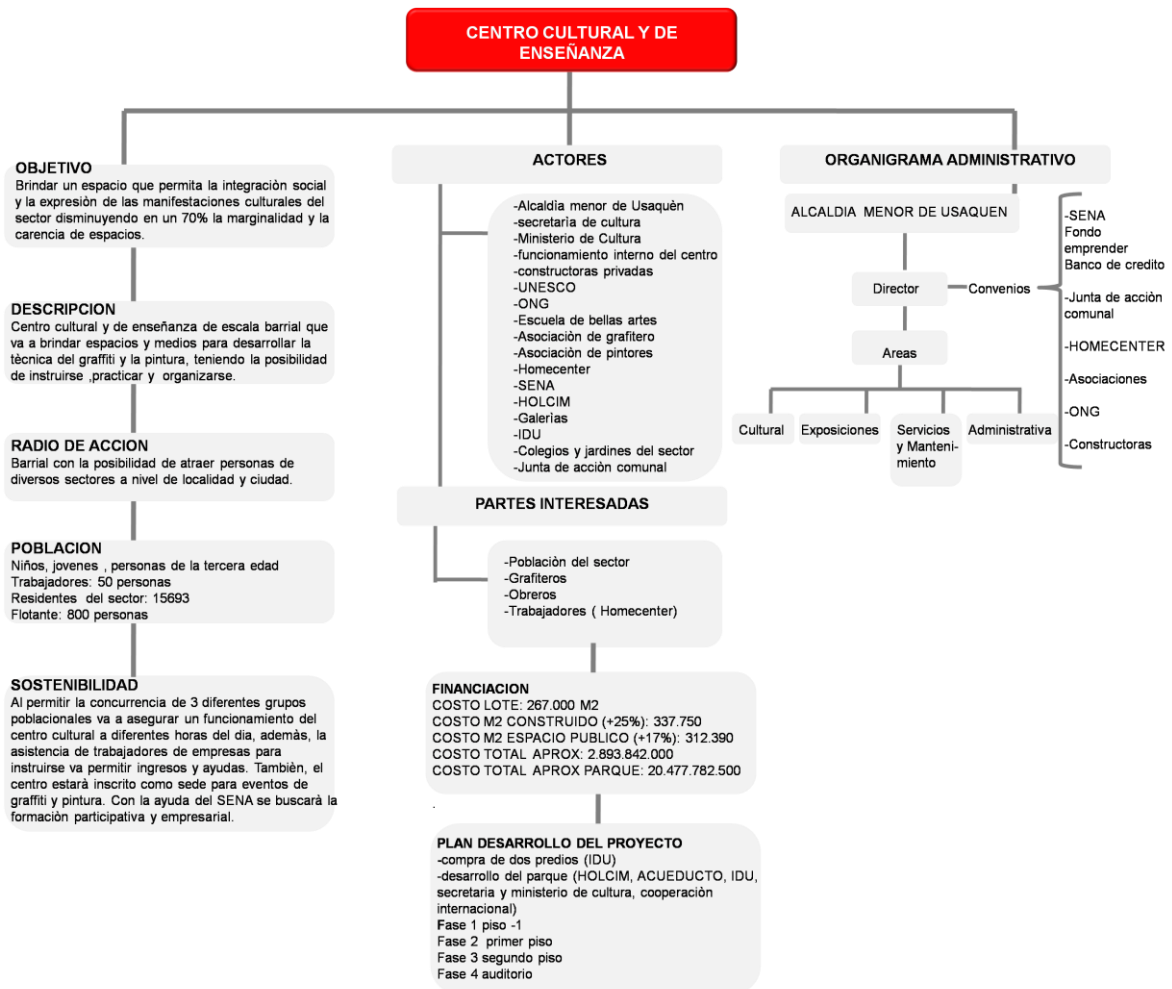 CENTRO CULTURAL Y DE
ENSEÑANZA
OBJETIVO
Brindar un espacio que permita la integraciòn social
y la expresiòn de las manifestaciones culturales del
sector disminuyendo en un 70% la marginalidad y la
carencia de espacios.
DESCRIPCION
Centro cultural y de enseñanza de escala barrial que
va a brindar espacios y medios para desarrollar la
tècnica del graffiti y la pintura, teniendo la posibilidad
de instruirse ,practicar y organizarse.
RADIO DE ACCION
Barrial con la posibilidad de atraer personas de
diversos sectores a nivel de localidad y ciudad.
POBLACION
Niños, jovenes , personas de la tercera edad
Trabajadores: 50 personas
Residentes del sector: 15693
Flotante: 800 personas
SOSTENIBILIDAD
Al permitir la concurrencia de 3 diferentes grupos
poblacionales va a asegurar un funcionamiento del
centro cultural a diferentes horas del dia, ademàs, la
asistencia de trabajadores de empresas para
instruirse va permitir ingresos y ayudas. Tambièn, el
centro estarà inscrito como sede para eventos de
graffiti y pintura. Con la ayuda del SENA se buscarà la
formaciòn participativa y empresarial.
ACTORES
-Alcaldìa menor de Usaquèn
-secretarìa de cultura
-Ministerio de Cultura
-funcionamiento interno del centro
-constructoras privadas
-UNESCO
-ONG
-Escuela de bellas artes
-Asociaciòn de grafitero
-Asociaciòn de pintores
-Homecenter
-SENA
-HOLCIM
-Galerìas
-IDU
-Colegios y jardines del sector
-Junta de acciòn comunal
PARTES INTERESADAS
-Poblaciòn del sector
-Grafiteros
-Obreros
-Trabajadores ( Homecenter)
FINANCIACION
COSTO LOTE: 267.000 M2
COSTO M2 CONSTRUIDO (+25%): 337.750
COSTO M2 ESPACIO PUBLICO (+17%): 312.390
COSTO TOTAL APROX: 2.893.842.000
COSTO TOTAL APROX PARQUE: 20.477.782.500
.
PLAN DESARROLLO DEL PROYECTO
-compra de dos predios (IDU)
-desarrollo del parque (HOLCIM, ACUEDUCTO, IDU,
secretaria y ministerio de cultura, cooperaciòn
internacional)
Fase 1 piso -1
Fase 2 primer piso
Fase 3 segundo piso
Fase 4 auditorio
ORGANIGRAMA ADMINISTRATIVO
ALCALDIA MENOR DE USAQUEN
Director
Convenios
Areas
Cultural
Exposiciones
Servicios
y Manteni-
miento
Administrativa
-SENA
Fondo
emprender
Banco de credito
-Junta de acciòn
comunal
-HOMECENTER
-Asociaciones
-ONG
-Constructoras